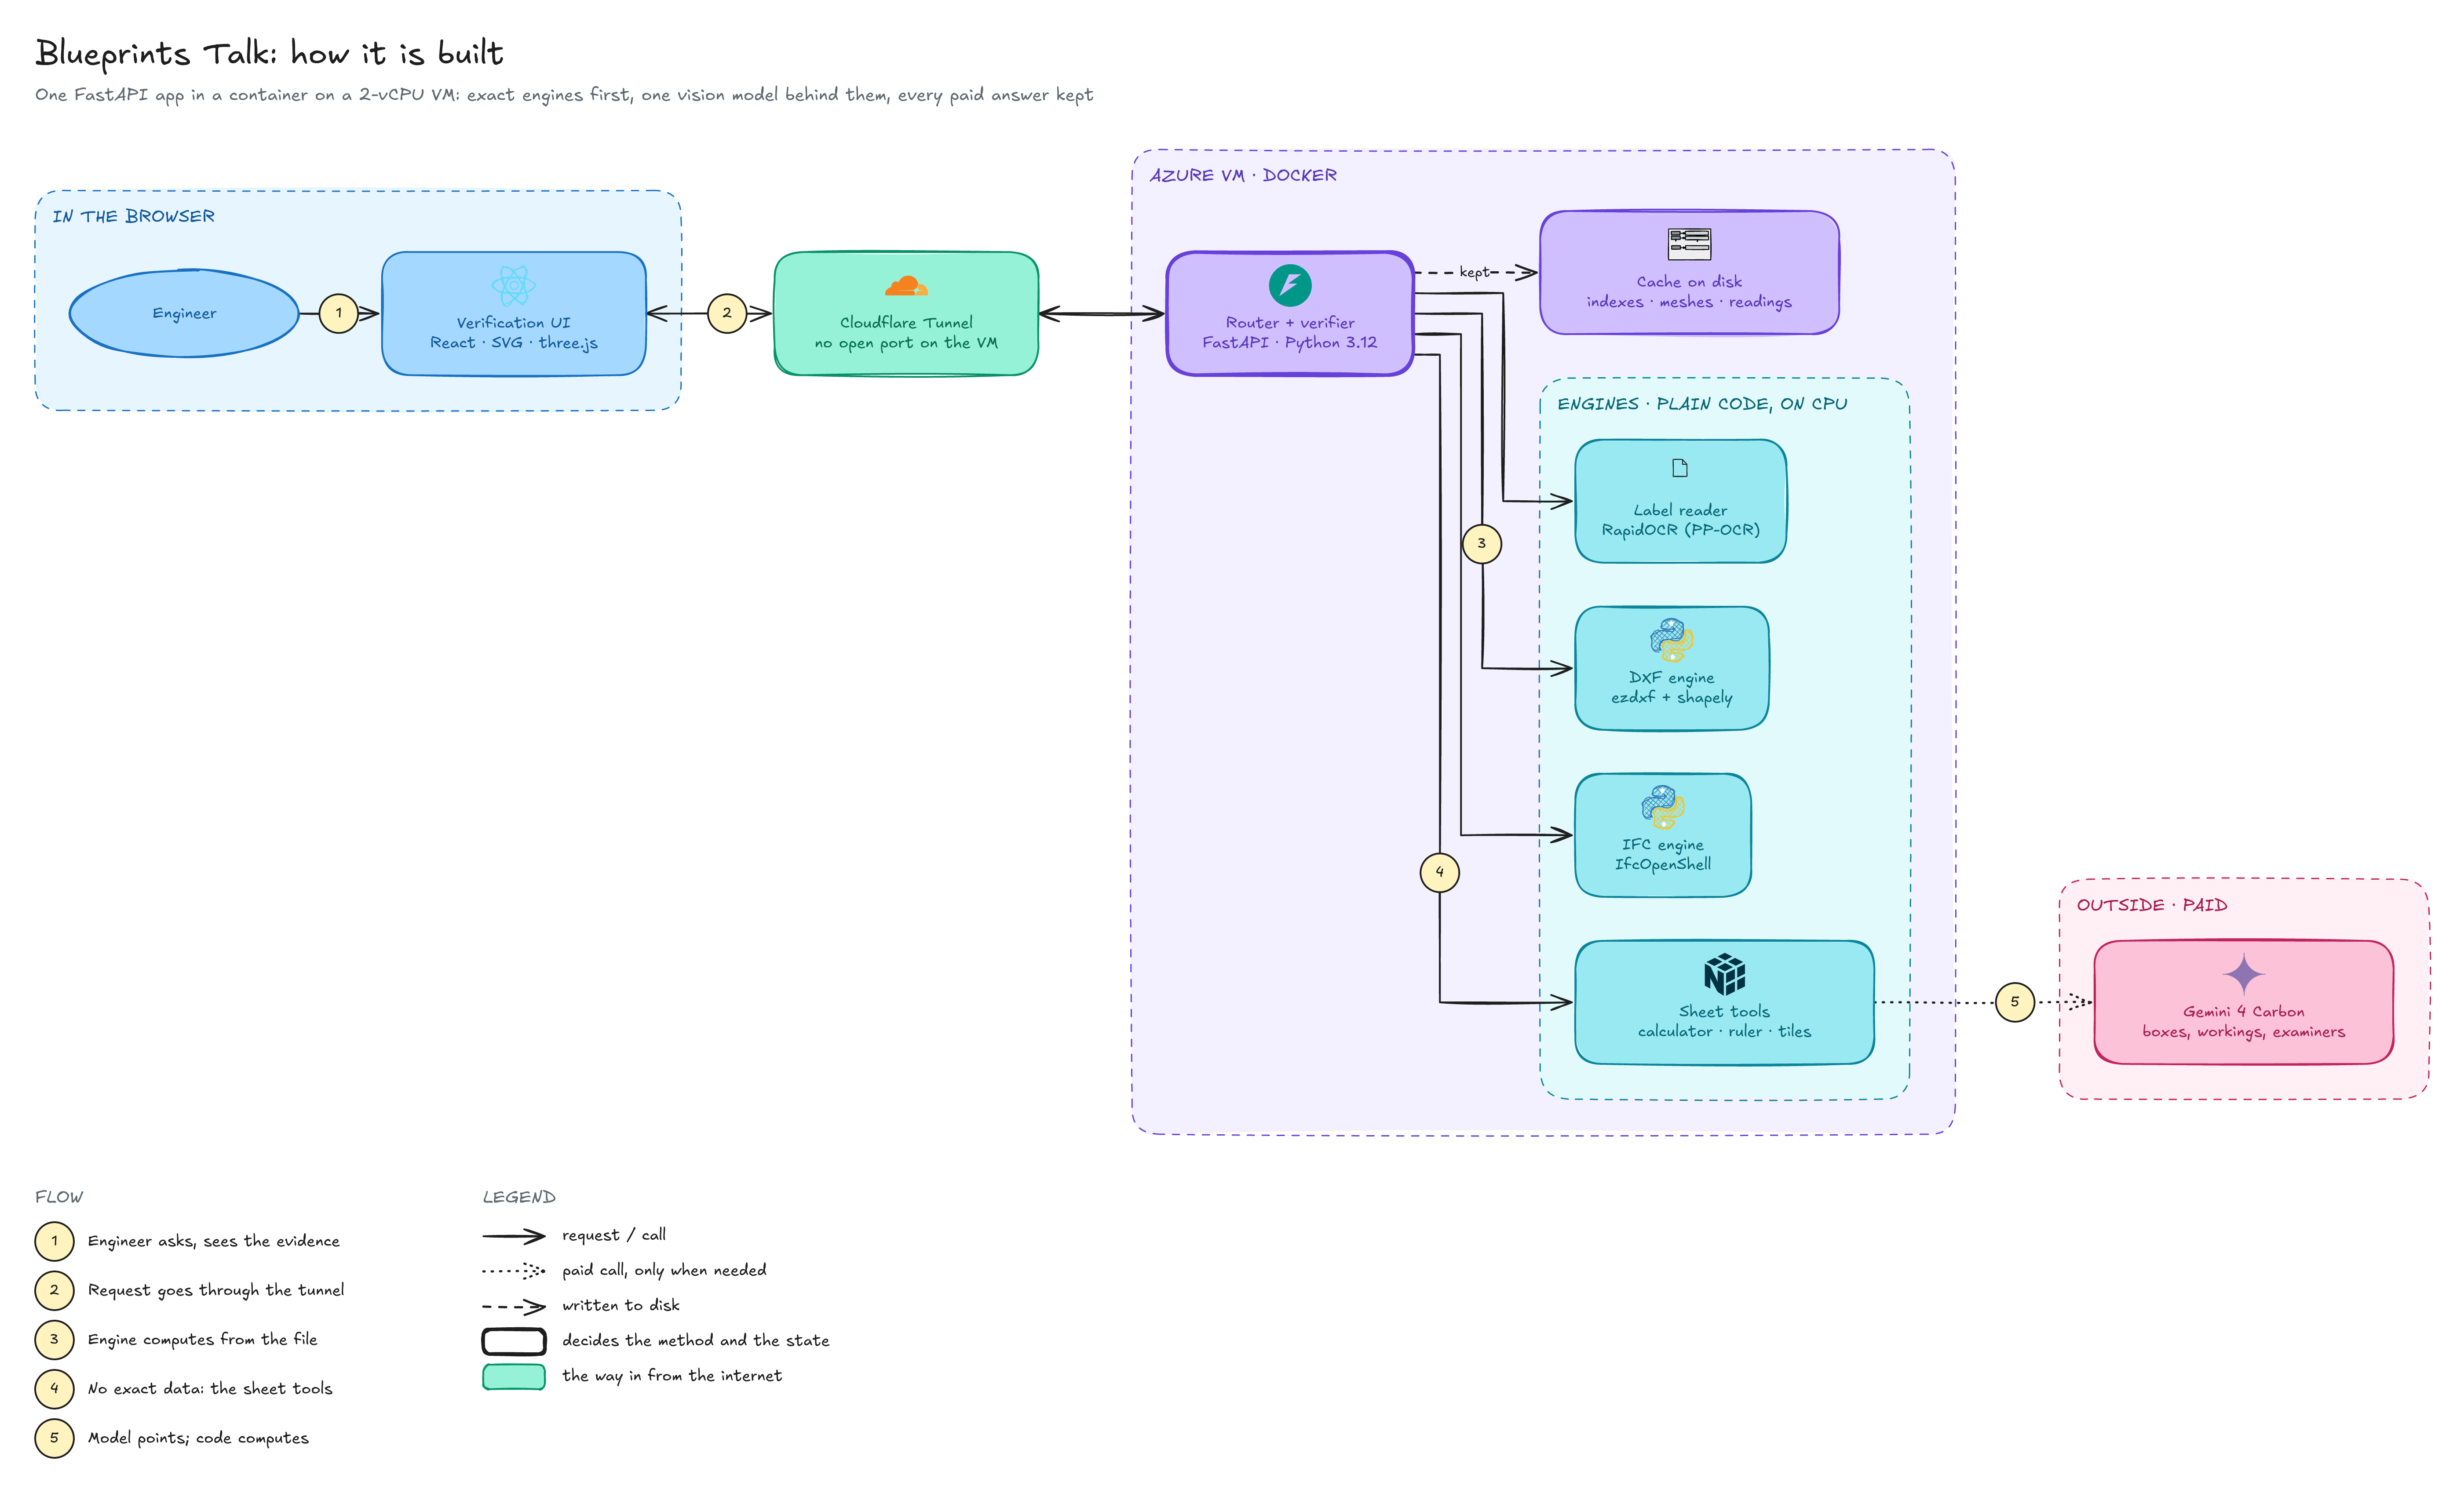 Blueprints Talk: how it is built
One FastAPI app in a container on a 2-vCPU VM: exact engines first, one vision model behind them, every paid answer kept
IN THE BROWSER
Engineer
1
Verification UI
React · SVG · three.js
2
Cloudflare Tunnel
no open port on the VM
AZURE VM · DOCKER
Router + verifier
FastAPI · Python 3.12
kept
Cache on disk
indexes · meshes · readings
ENGINES · PLAIN CODE, ON CPU
Label reader
RapidOCR (PP-OCR)
3
DXF engine
ezdxf + shapely
IFC engine
IfcOpenShell
4
Sheet tools
calculator · ruler · tiles
5
OUTSIDE · PAID
Gemini 4 Carbon
boxes, workings, examiners
FLOW
1 Engineer asks, sees the evidence
2 Request goes through the tunnel
3 Engine computes from the file
4 No exact data: the sheet tools
5 Model points; code computes
LEGEND
request / call
paid call, only when needed
written to disk
decides the method and the state
the way in from the internet